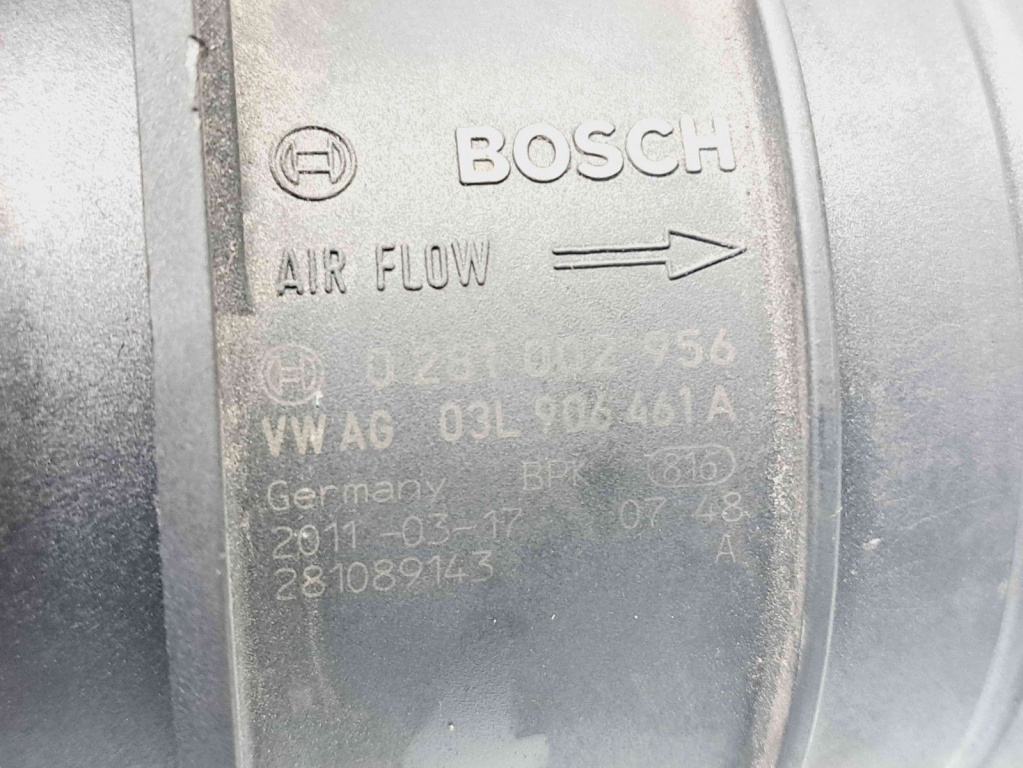 BOSCH
AIR FLOW
0 281 002 956
VW AG 03L 906 461 A
Germany BPK 816
2011-03-17 07 48
281089143 A